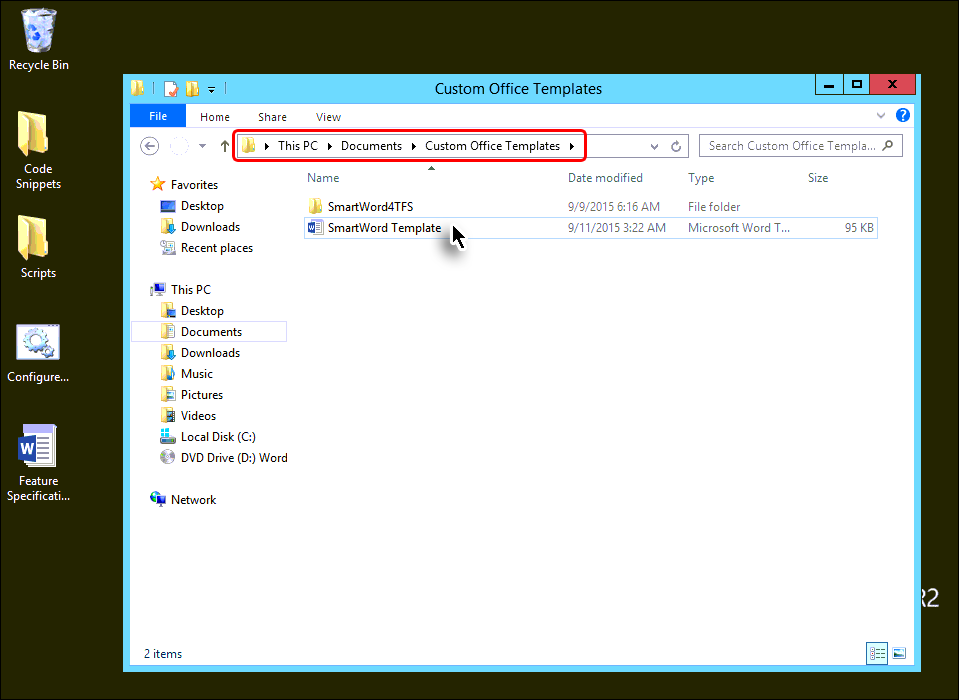 Recycle Bin
Code
Snippets
Scripts
Configure...
W
Feature
Specificati...
Custom Office Templates
File Home Share View
This PC Documents Custom Office Templates
Search Custom Office Templa...
Name Date modified Type Size
SmartWord4TFS 9/9/2015 6:16 AM File folder
SmartWord Template 9/11/2015 3:22 AM Microsoft Word T... 95 KB
Favorites
Desktop
Downloads
Recent places
This PC
Desktop
Documents
Downloads
Music
Pictures
Videos
Local Disk (C:)
DVD Drive (D:) Word
Network
2 items
R2